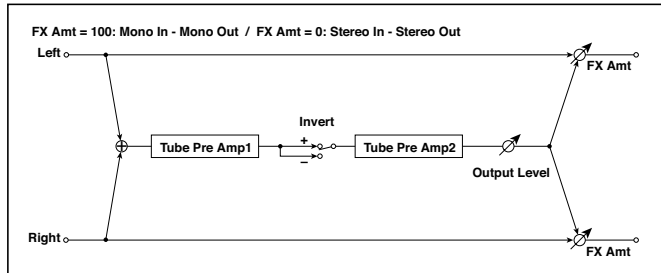 FX Amt = 100: Mono In - Mono Out / FX Amt = 0: Stereo In - Stereo Out
Left
FX Amt
Invert
+
Tube Pre Amp1
Tube Pre Amp2
−
Output Level
Right
FX Amt